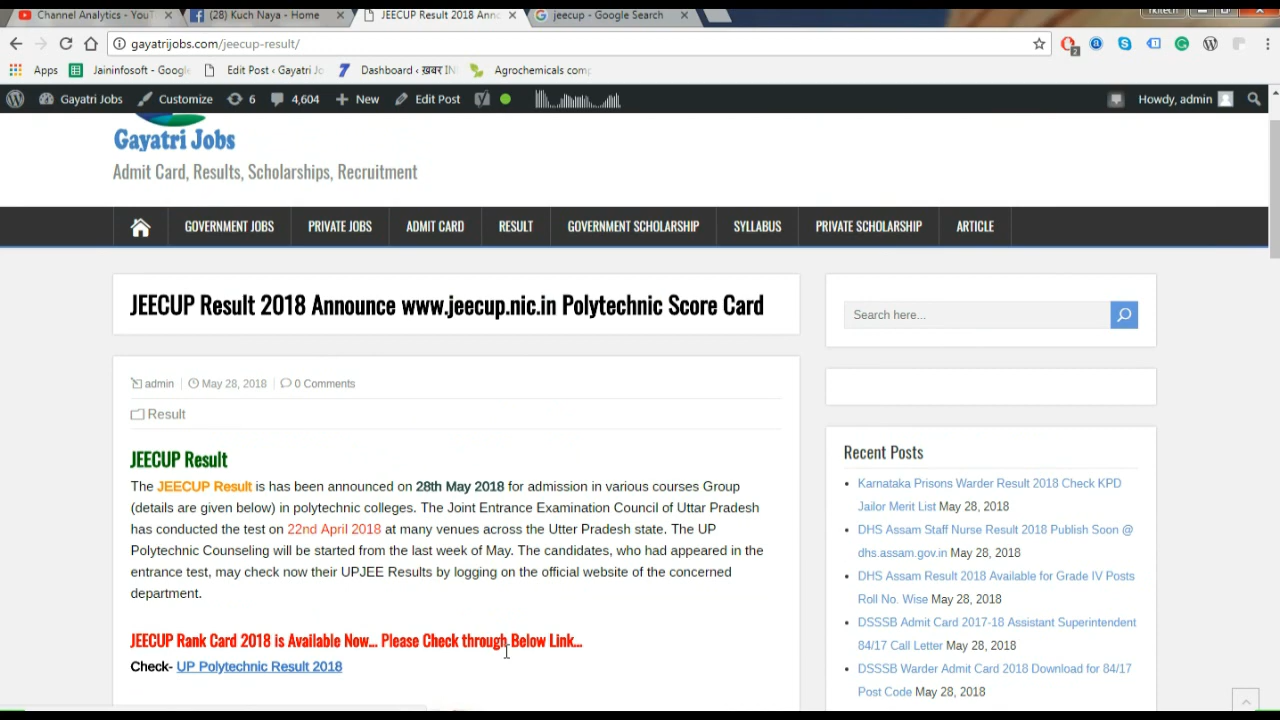 Channel Analytics - YouT
(28) Kuch Naya - Home
JEECUP Result 2018 Anno
jeecup - Google Search
gayatrijobs.com/jeecup-result/
2
Apps
Jaininfosoft - Google
Edit Post ‹ Gayatri Jo
Dashboard ‹ ख़बर IN
Agrochemicals com
Gayatri Jobs
Customize
6
4,604
New
Edit Post
Howdy, admin
Gayatri Jobs
Admit Card, Results, Scholarships, Recruitment
GOVERNMENT JOBS
PRIVATE JOBS
ADMIT CARD
RESULT
GOVERNMENT SCHOLARSHIP
SYLLABUS
PRIVATE SCHOLARSHIP
ARTICLE
JEECUP Result 2018 Announce www.jeecup.nic.in Polytechnic Score Card
admin
May 28, 2018
0 Comments
Result
JEECUP Result
The JEECUP Result is has been announced on 28th May 2018 for admission in various courses Group
(details are given below) in polytechnic colleges. The Joint Entrance Examination Council of Uttar Pradesh
has conducted the test on 22nd April 2018 at many venues across the Utter Pradesh state. The UP
Polytechnic Counseling will be started from the last week of May. The candidates, who had appeared in the
entrance test, may check now their UPJEE Results by logging on the official website of the concerned
department.
JEECUP Rank Card 2018 is Available Now... Please Check through Below Link...
Check- UP Polytechnic Result 2018
Search here...
Recent Posts
Karnataka Prisons Warder Result 2018 Check KPD
Jailor Merit List May 28, 2018
DHS Assam Staff Nurse Result 2018 Publish Soon @
dhs.assam.gov.in May 28, 2018
DHS Assam Result 2018 Available for Grade IV Posts
Roll No. Wise May 28, 2018
DSSSB Admit Card 2017-18 Assistant Superintendent
84/17 Call Letter May 28, 2018
DSSSB Warder Admit Card 2018 Download for 84/17
Post Code May 28, 2018